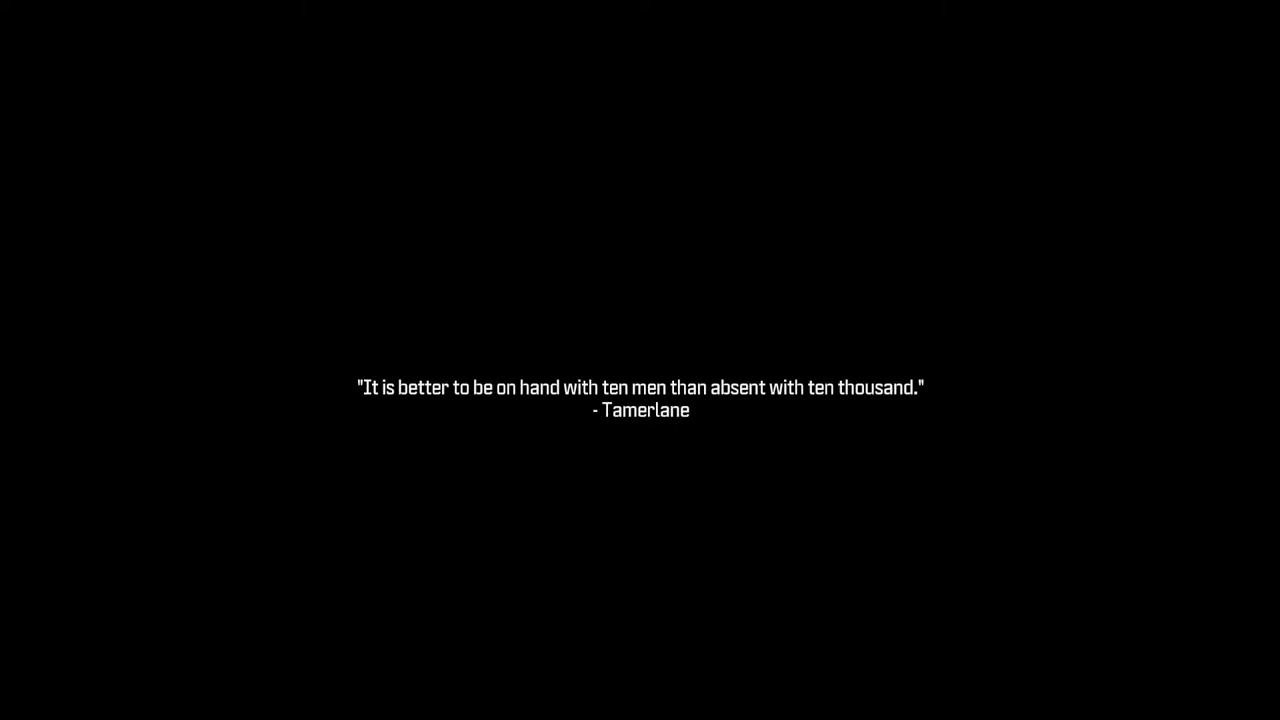 "It is better to be on hand with ten men than absent with ten thousand."
- Tamerlane